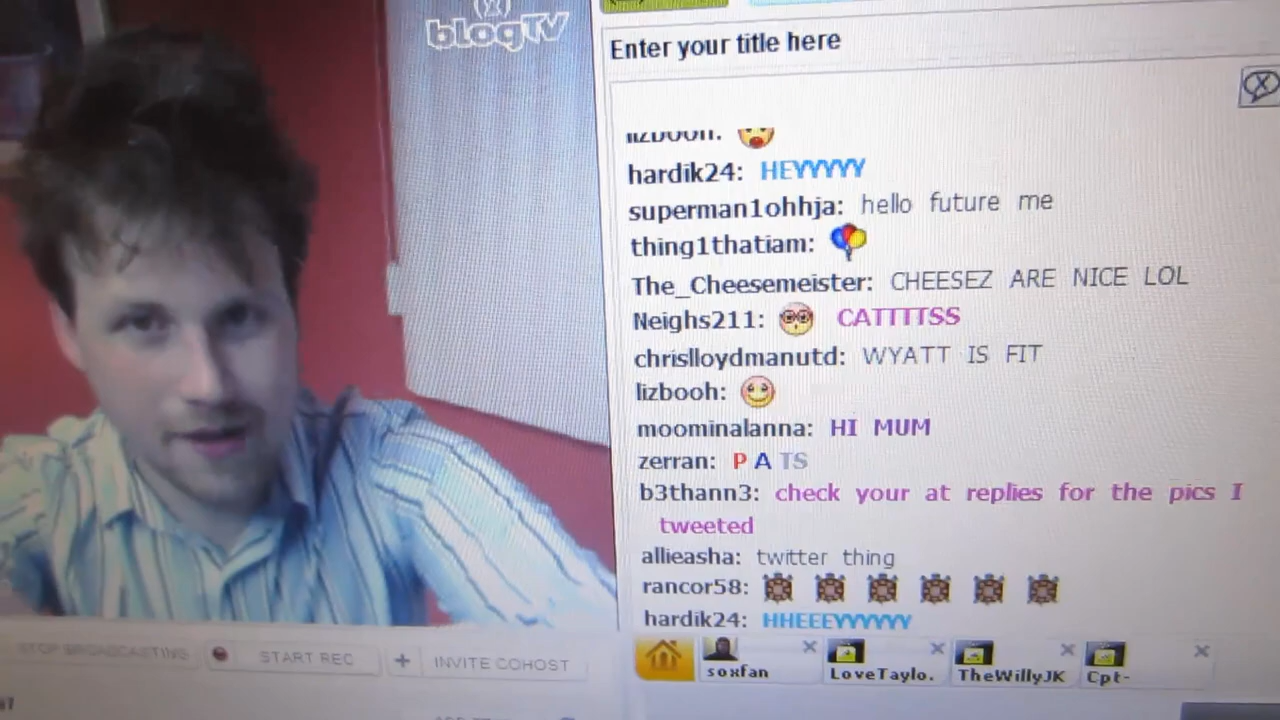 blogTV
Enter your title here
hardik24: HEYYYYY
superman1ohhja: hello future me
thing1thatiam:
The_Cheesemeister: CHEESEZ ARE NICE LOL
Neighs211: CATTTTSS
chrislloydmanutd: WYATT IS FIT
lizbooh:
moominalanna: HI MUM
zerran: P A TS
b3thann3: check your at replies for the pics I
tweeted
allieasha: twitter thing
rancor58:
hardik24: HHEEEYYYYYY
STOP BROADCASTING START REC + INVITE COHOST
soxfan LoveTaylo. TheWillyJK Cpt-